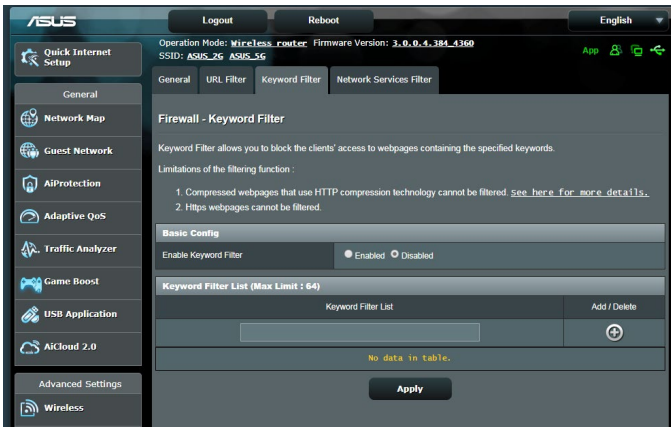 ASUS
Logout
Reboot
English
Quick Internet
Setup
Operation Mode: Wireless router Firmware Version: 3.0.0.4.384_4360
SSID: ASUS_2G ASUS_5G
App
General
URL Filter
Keyword Filter
Network Services Filter
General
Network Map
Guest Network
AiProtection
Adaptive QoS
Traffic Analyzer
Game Boost
USB Application
AiCloud 2.0
Advanced Settings
Wireless
Firewall - Keyword Filter
Keyword Filter allows you to block the clients' access to webpages containing the specified keywords.
Limitations of the filtering function :
1. Compressed webpages that use HTTP compression technology cannot be filtered. See here for more details.
2. Https webpages cannot be filtered.
Basic Config
Enable Keyword Filter
Enabled
Disabled
Keyword Filter List (Max Limit : 64)
Keyword Filter List
Add / Delete
No data in table.
Apply